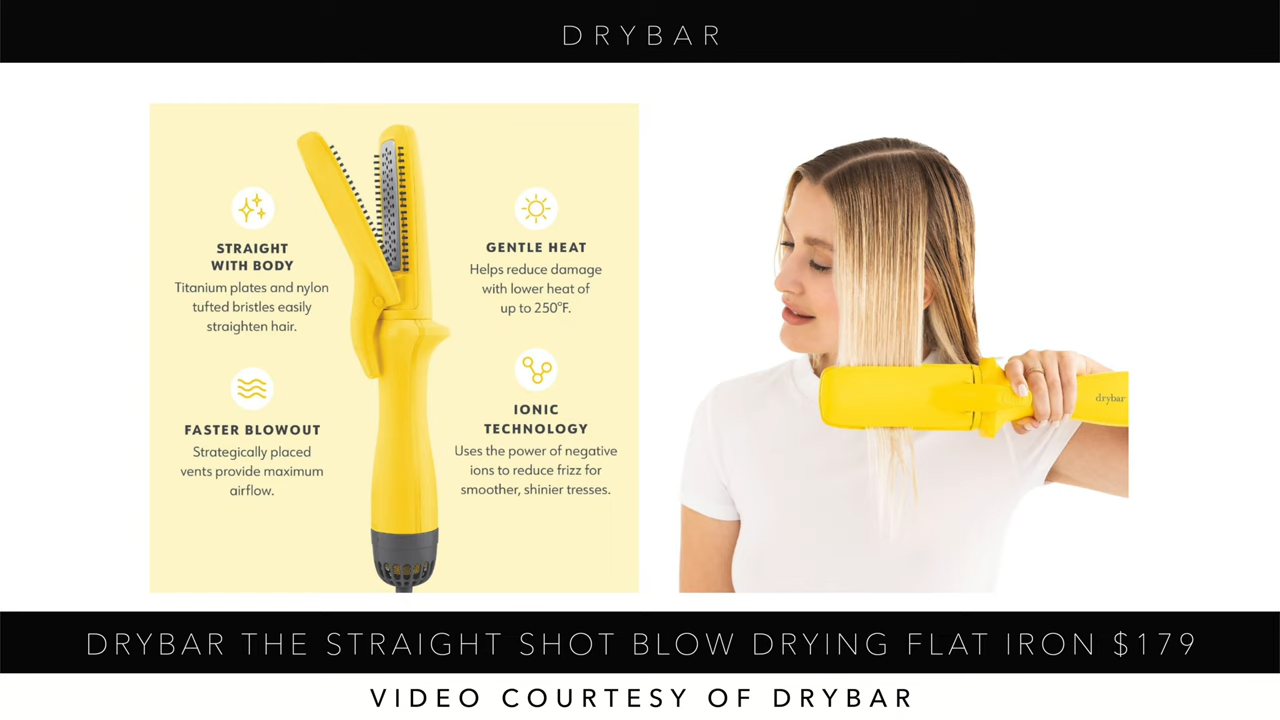 DRYBAR
STRAIGHT
WITH BODY
Titanium plates and nylon
tufted bristles easily
straighten hair.
GENTLE HEAT
Helps reduce damage
with lower heat of
up to 250°F.
FASTER BLOWOUT
Strategically placed
vents provide maximum
airflow.
IONIC
TECHNOLOGY
Uses the power of negative
ions to reduce frizz for
smoother, shinier tresses.
drybar
DRYBAR THE STRAIGHT SHOT BLOW DRYING FLAT IRON $179
VIDEO COURTESY OF DRYBAR